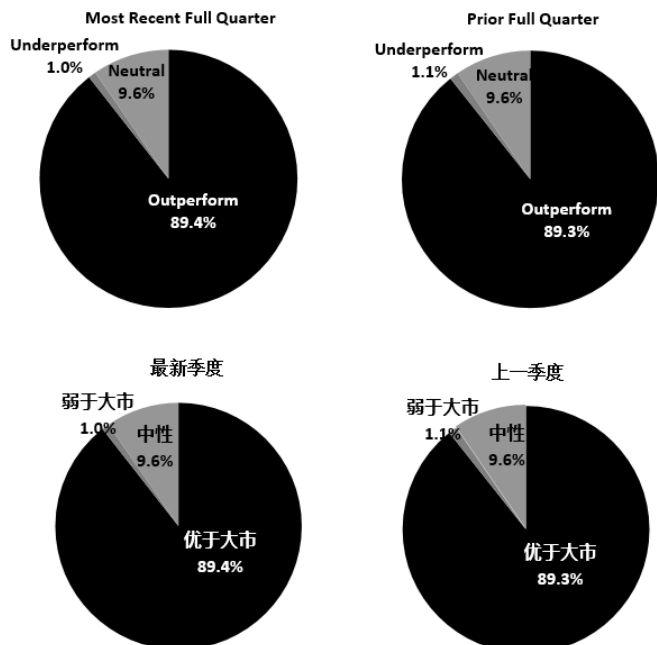 Most Recent Full Quarter
Underperform
1.0%
Neutral
9.6%
Outperform
89.4%
Prior Full Quarter
Underperform
1.1%
Neutral
9.6%
Outperform
89.3%
最新季度
弱于大市
1.0%
中性
9.6%
优于大市
89.4%
上一季度
弱于大市
1.1%
中性
9.6%
优于大市
89.3%